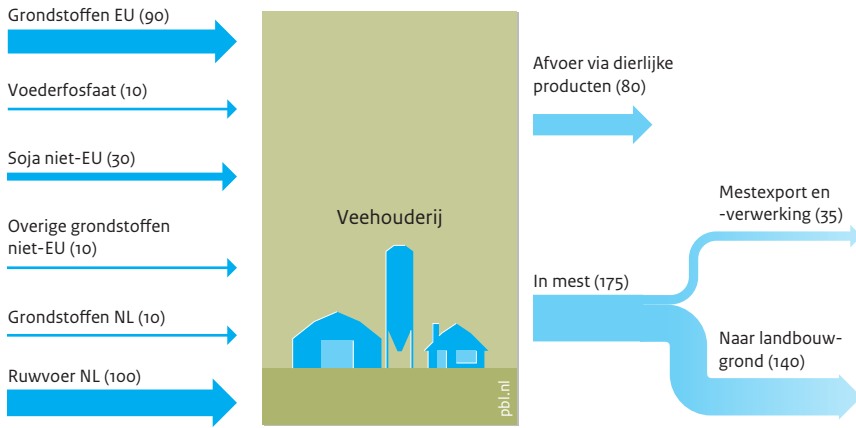 Grondstoffen EU (90)
Voederfosfaat (10)
Soja niet-EU (30)
Overige grondstoffen
niet-EU (10)
Grondstoffen NL (10)
Ruwvoer NL (100)
Veehouderij
pbl.nl
Afvoer via dierlijke
producten (80)
In mest (175)
Mestexport en
-verwerking (35)
Naar landbouw-
grond (140)